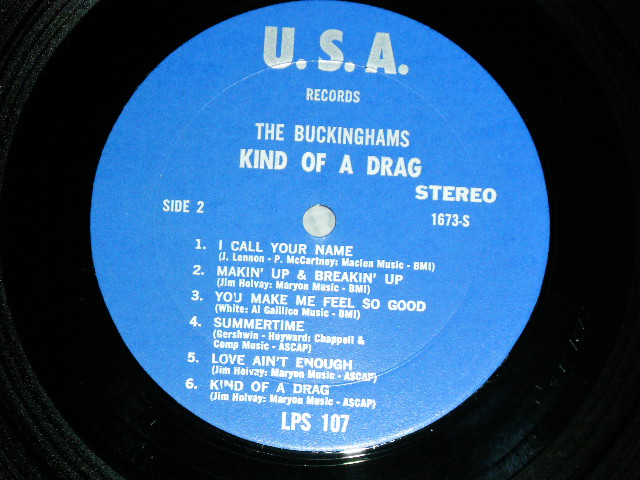 U.S.A.
RECORDS
THE BUCKINGHAMS
KIND OF A DRAG
STEREO
SIDE 2
1673-S
1. I CALL YOUR NAME
(J. Lennon - P. McCartney: Maclen Music - BMI)
2. MAKIN' UP & BREAKIN' UP
(Jim Holvay: Maryon Music - BMI)
3. YOU MAKE ME FEEL SO GOOD
(White: Al Gallico Music - BMI)
4. SUMMERTIME
(Gershwin - Heyward: Chappell &
Comp Music - ASCAP)
5. LOVE AIN'T ENOUGH
(Jim Holvay: Maryon Music - ASCAP)
6. KIND OF A DRAG
(Jim Holvay: Maryon Music - ASCAP)
LPS 107